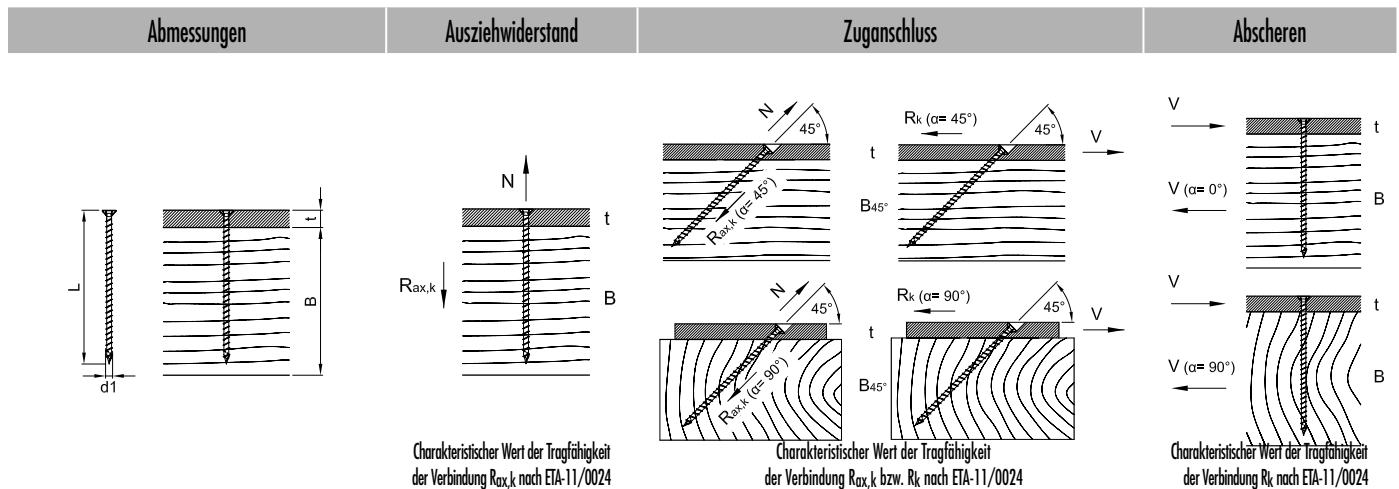 Abmessungen
Ausziehwiderstand
Zuganschluss
Abscheren
L
d1
t
B
N
Rax,k
t
B
N
45°
Rax,k (α= 45°)
t
B45°
Rk (α= 45°)
45°
V
N
45°
Rax,k (α= 90°)
t
B45°
Rk (α= 90°)
45°
V
V
t
V (α= 0°)
B
V
t
V (α= 90°)
B
Charakteristischer Wert der Tragfähigkeit
der Verbindung Rax,k nach ETA-11/0024
Charakteristischer Wert der Tragfähigkeit
der Verbindung Rax,k bzw. Rk nach ETA-11/0024
Charakteristischer Wert der Tragfähigkeit
der Verbindung Rk nach ETA-11/0024